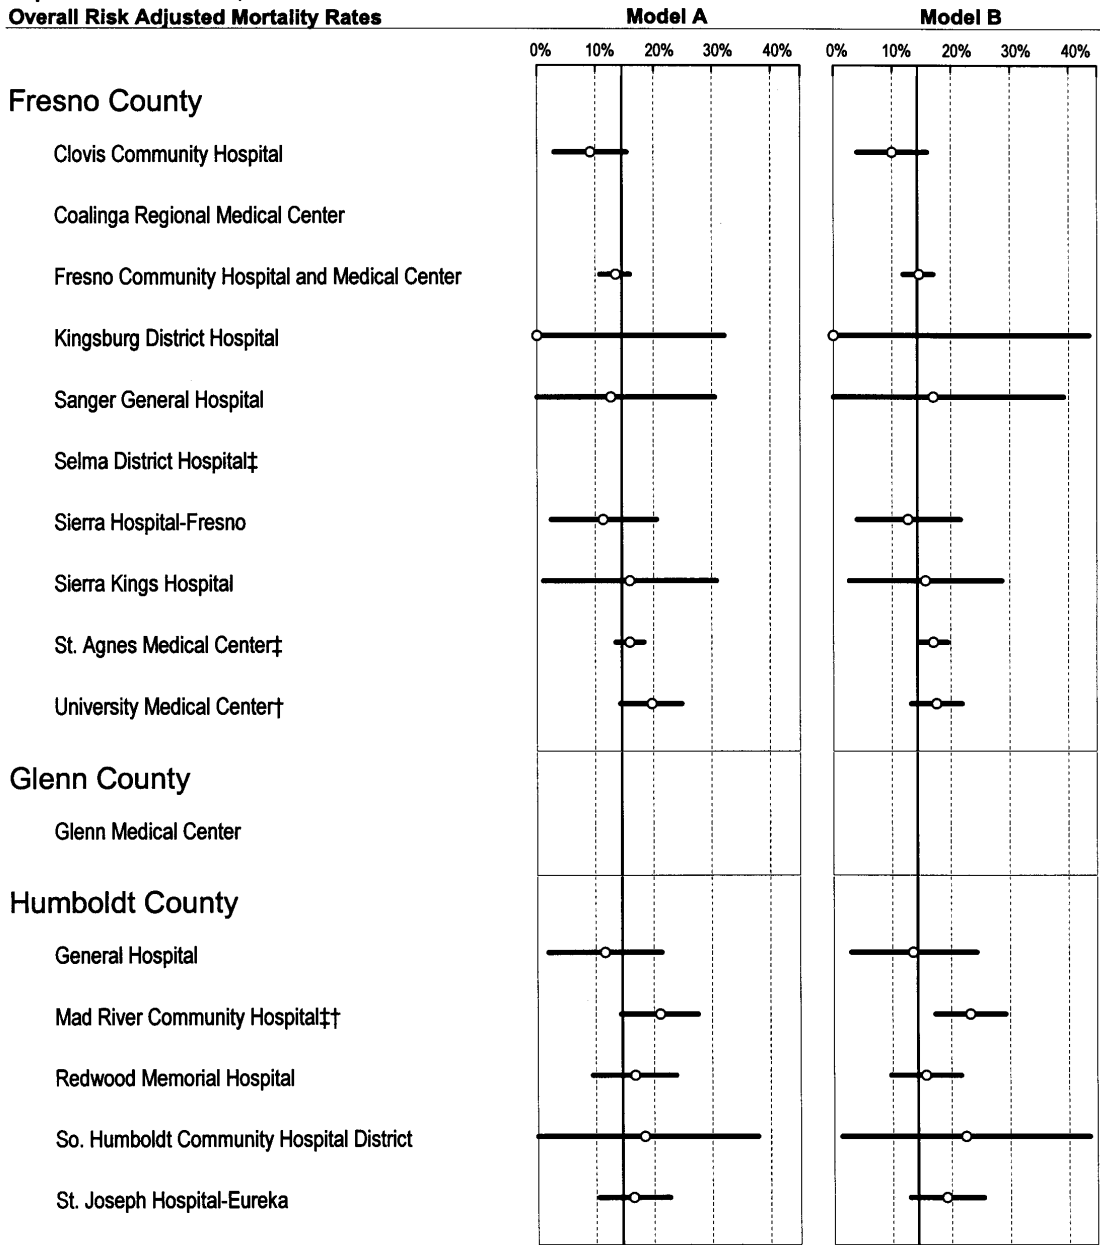 Overall Risk Adjusted Mortality Rates Model A Model B
0% 10% 20% 30% 40% 0% 10% 20% 30% 40%
Fresno County
Clovis Community Hospital
Coalinga Regional Medical Center
Fresno Community Hospital and Medical Center
Kingsburg District Hospital
Sanger General Hospital
Selma District Hospital‡
Sierra Hospital-Fresno
Sierra Kings Hospital
St. Agnes Medical Center‡
University Medical Center†
Glenn County
Glenn Medical Center
Humboldt County
General Hospital
Mad River Community Hospital‡†
Redwood Memorial Hospital
So. Humboldt Community Hospital District
St. Joseph Hospital-Eureka